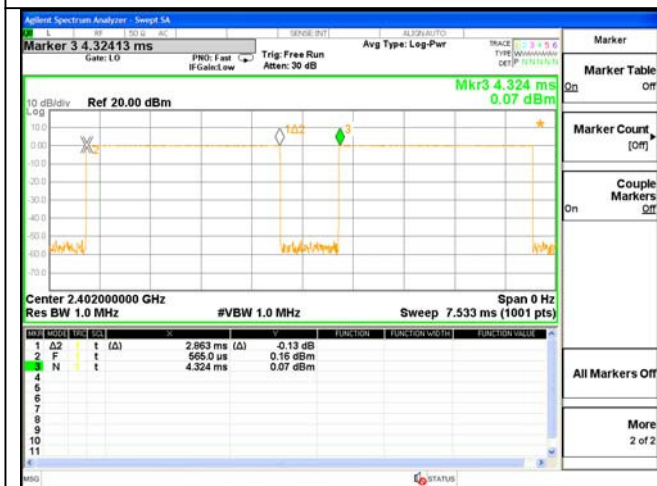 Agilent Spectrum Analyzer - Swept SA
L RF 50 Ω AC SENSE:INT ALIGNAUTO
Marker 3 4.32413 ms
Gate: LO
PNO: Fast
IFGain:Low
Trig: Free Run
Atten: 30 dB
Avg Type: Log-Pwr
TRACE 1 2 3 4 5 6
TYPE
DET P N N N N N
Mkr3 4.324 ms
0.07 dBm
10 dB/div Ref 20.00 dBm
Log
10.0
0.00
-10.0
-20.0
-30.0
-40.0
-50.0
-60.0
-70.0
2
1Δ2
3
Center 2.402000000 GHz
Span 0 Hz
Res BW 1.0 MHz #VBW 1.0 MHz Sweep 7.533 ms (1001 pts)
MKR MODE TRC SCL X Y FUNCTION FUNCTION WIDTH FUNCTION VALUE
1 Δ2 1 t (Δ) 2.863 ms (Δ) -0.13 dB
2 F 1 t 565.0 µs 0.16 dBm
3 N 1 t 4.324 ms 0.07 dBm
4
5
6
7
8
9
10
11
MSG STATUS
Marker
Marker Table
On Off
Marker Count
[Off]
Couple
Markers
On Off
All Markers Off
More
2 of 2